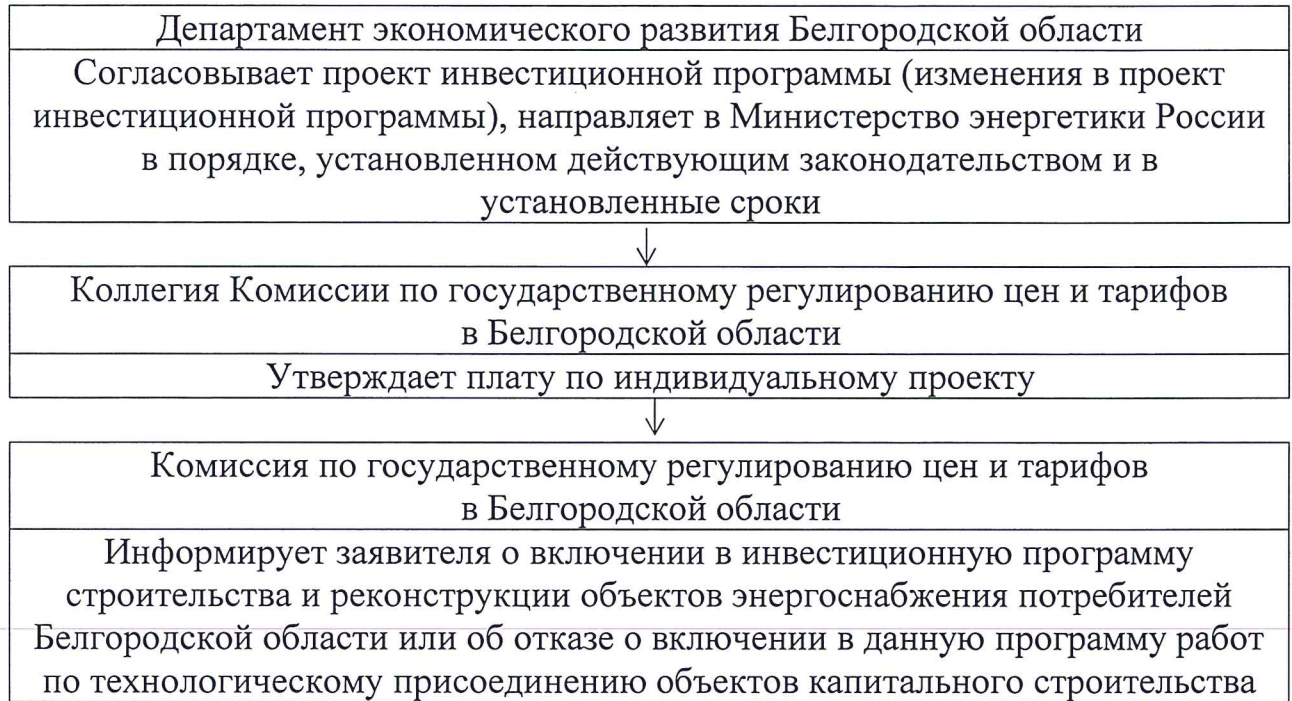 Департамент экономического развития Белгородской области
Согласовывает проект инвестиционной программы (изменения в проект
инвестиционной программы), направляет в Министерство энергетики России
в порядке, установленном действующим законодательством и в
установленные сроки
Коллегия Комиссии по государственному регулированию цен и тарифов
в Белгородской области
Утверждает плату по индивидуальному проекту
Комиссия по государственному регулированию цен и тарифов
в Белгородской области
Информирует заявителя о включении в инвестиционную программу
строительства и реконструкции объектов энергоснабжения потребителей
Белгородской области или об отказе о включении в данную программу работ
по технологическому присоединению объектов капитального строительства